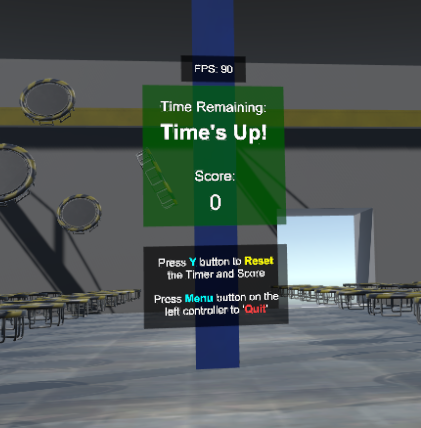 FPS: 90
Time Remaining:
Time's Up!
Score:
0
Press Y button to Reset
the Timer and Score
Press Menu button on the
left controller to 'Quit'